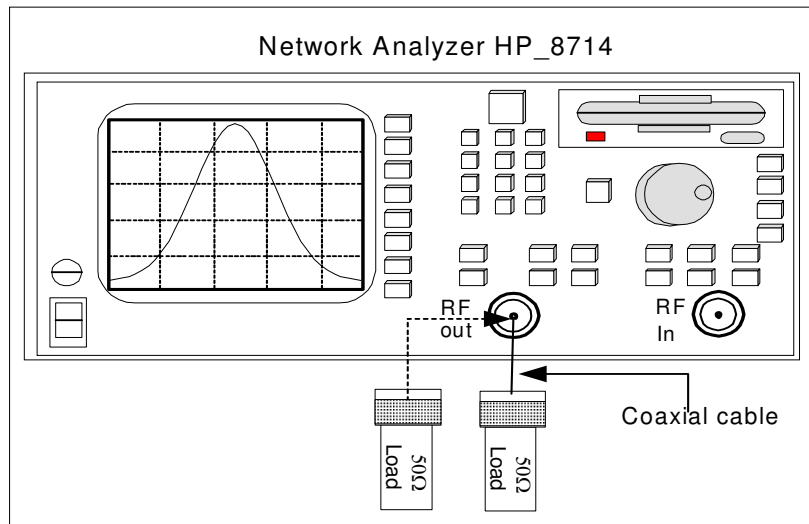 Network Analyzer HP_8714
RF
out
RF
In
Coaxial cable
50Ω
Load
50Ω
Load